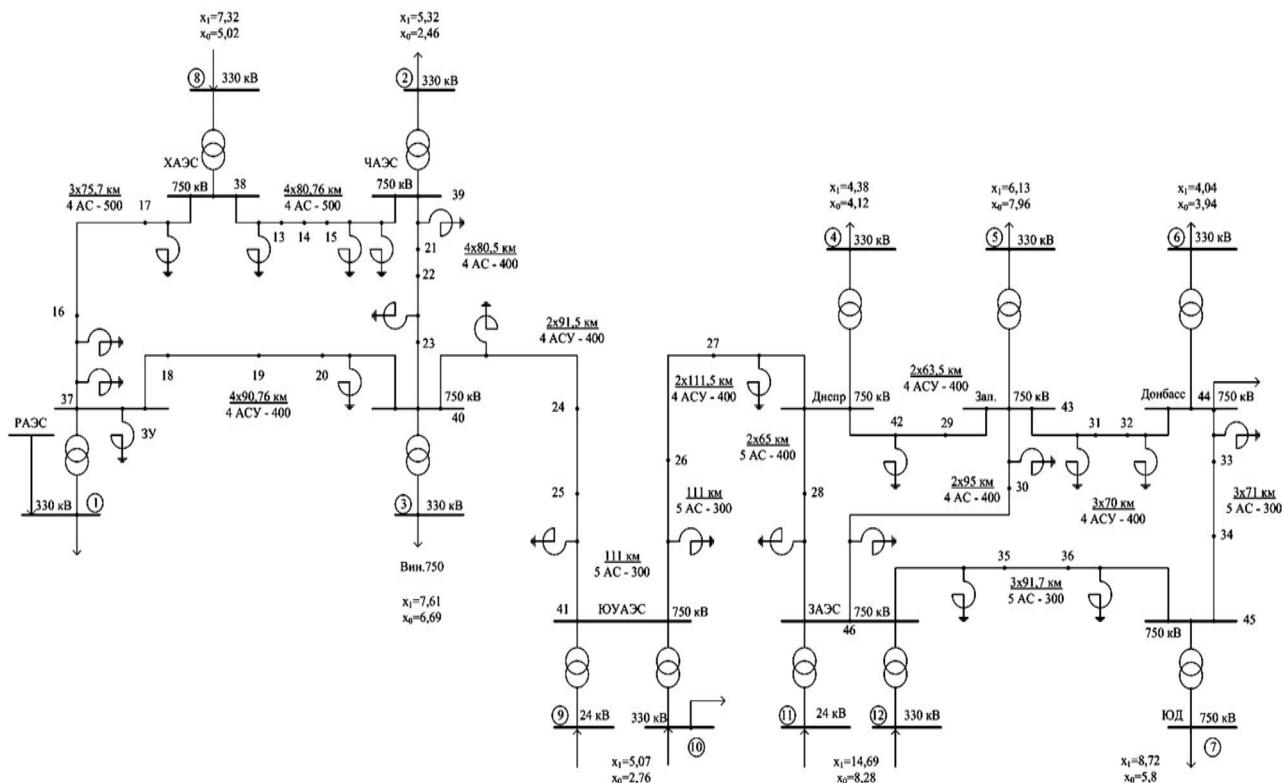 x₁=7,32
x₀=5,02
x₁=5,32
x₀=2,46
8 330 кВ
2 330 кВ
ХАЭС
ЧАЭС
3x75,7 км
4 АС - 500
17
750 кВ 38
4x80,76 км
4 АС - 500
750 кВ
39
13 14 15
21
22
4x80,5 км
4 АС - 400
16
23
2x91,5 км
4 АСУ - 400
18 19 20
37
4x90,76 км
4 АСУ - 400
750 кВ
40
РАЭС
ЗУ
330 кВ 1
3 330 кВ
Вин.750
x₁=7,61
x₀=6,69
24
25
27
26
2x111,5 км
4 АСУ - 400
111 км
5 АС - 300
111 км
5 АС - 300
41 ЮУАЭС 750 кВ
9 24 кВ
330 кВ 10
x₁=5,07
x₀=2,76
x₁=4,38
x₀=4,12
x₁=6,13
x₀=7,96
x₁=4,04
x₀=3,94
4 330 кВ
5 330 кВ
6 330 кВ
Днепр 750 кВ
2x63,5 км
4 АСУ - 400
Зап. 750 кВ 43
Донбасс 44 750 кВ
42 29
31 32
2x65 км
5 АС - 400
28
2x95 км
4 АС - 400
30
3x70 км
4 АСУ - 400
33
3x71 км
5 АС - 300
34
35 36
3x91,7 км
5 АС - 300
ЗАЭС 750 кВ
46
750 кВ 45
11 24 кВ
12 330 кВ
x₁=14,69
x₀=8,28
ЮД 750 кВ
7
x₁=8,72
x₀=5,8